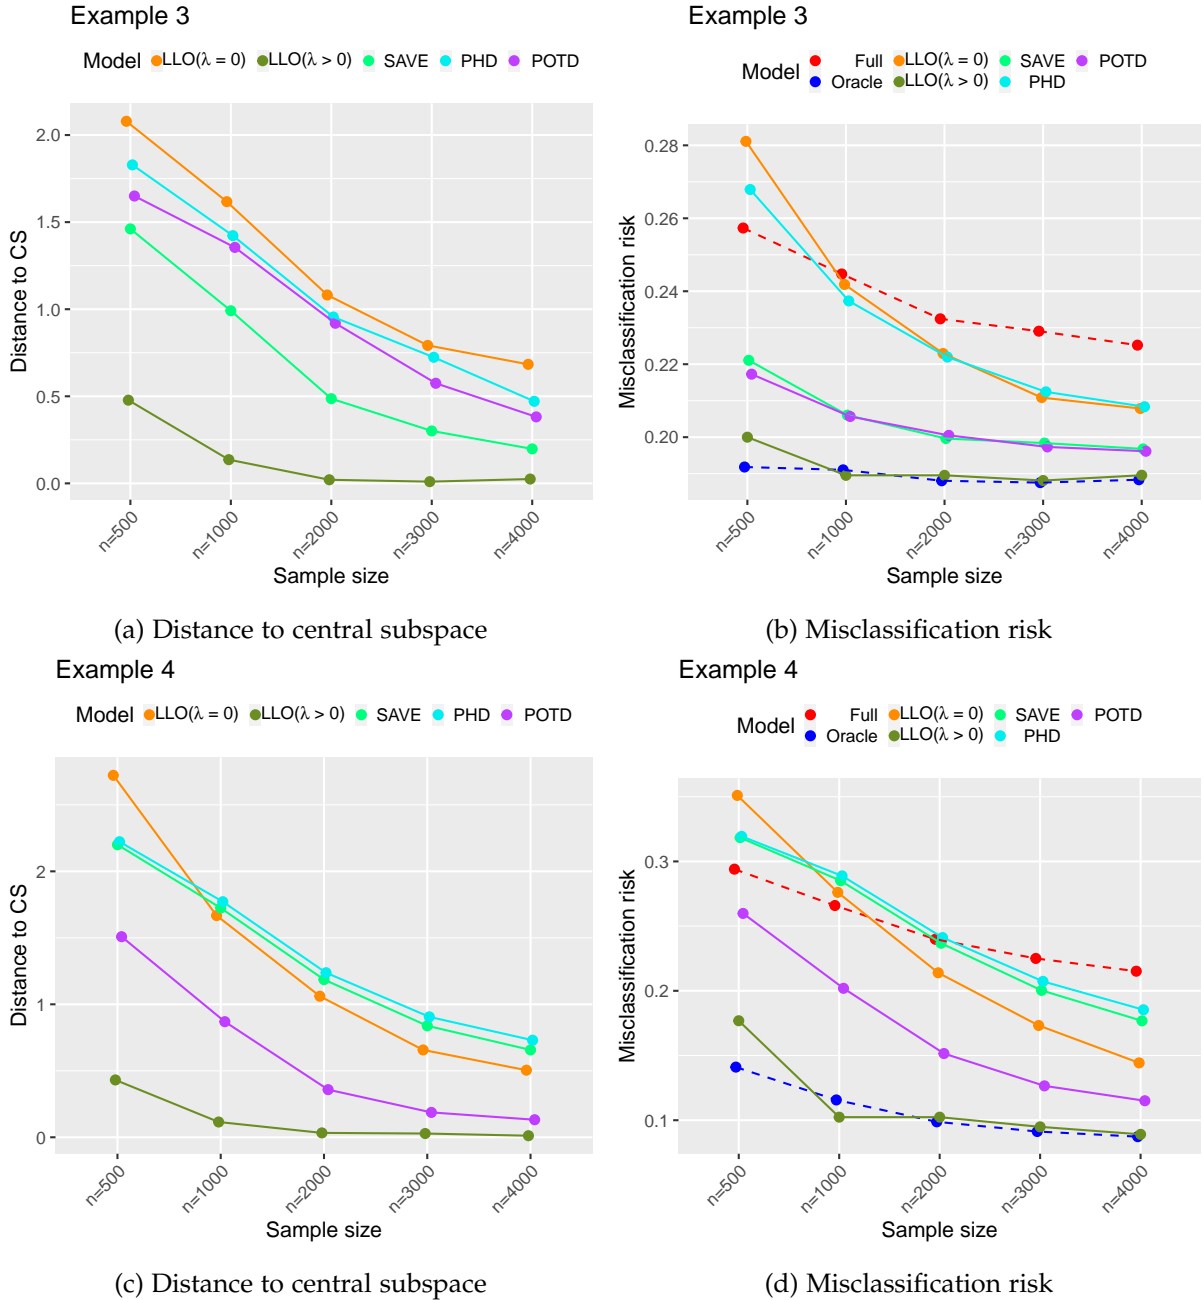 Example 3
Model LLO(λ = 0) LLO(λ > 0) SAVE PHD POTD
Distance to CS
2.0
1.5
1.0
0.5
0.0
n=500 n=1000 n=2000 n=3000 n=4000
Sample size
(a) Distance to central subspace
Example 3
Model Full LLO(λ = 0) SAVE POTD
Oracle LLO(λ > 0) PHD
Misclassification risk
0.28
0.26
0.24
0.22
0.20
n=500 n=1000 n=2000 n=3000 n=4000
Sample size
(b) Misclassification risk
Example 4
Model LLO(λ = 0) LLO(λ > 0) SAVE PHD POTD
Distance to CS
2
1
0
n=500 n=1000 n=2000 n=3000 n=4000
Sample size
(c) Distance to central subspace
Example 4
Model Full LLO(λ = 0) SAVE POTD
Oracle LLO(λ > 0) PHD
Misclassification risk
0.3
0.2
0.1
n=500 n=1000 n=2000 n=3000 n=4000
Sample size
(d) Misclassification risk